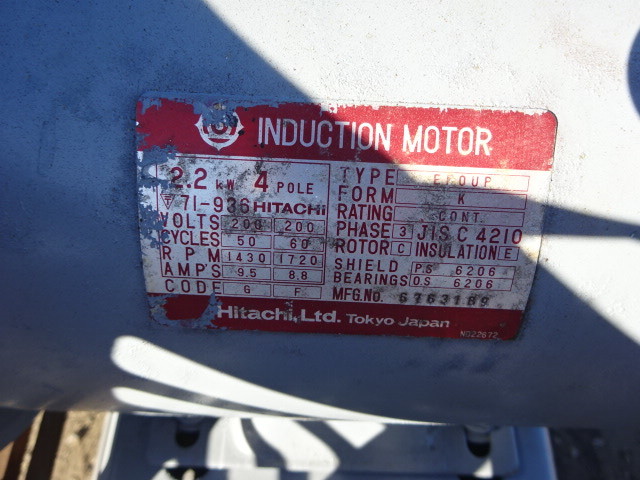 INDUCTION MOTOR
2.2 kW 4 POLE
71-936 HITACHI
VOLTS 200 200
CYCLES 50 60
RPM 1430 1720
AMP'S 9.5 8.8
CODE G F
TYPE EFOUP
FORM K
RATING CONT.
PHASE 3 JIS C 4210
ROTOR C INSULATION E
SHIELD P.S 6206
BEARINGS O.S 6206
MFG.NO. 6763189
Hitachi, Ltd. Tokyo Japan